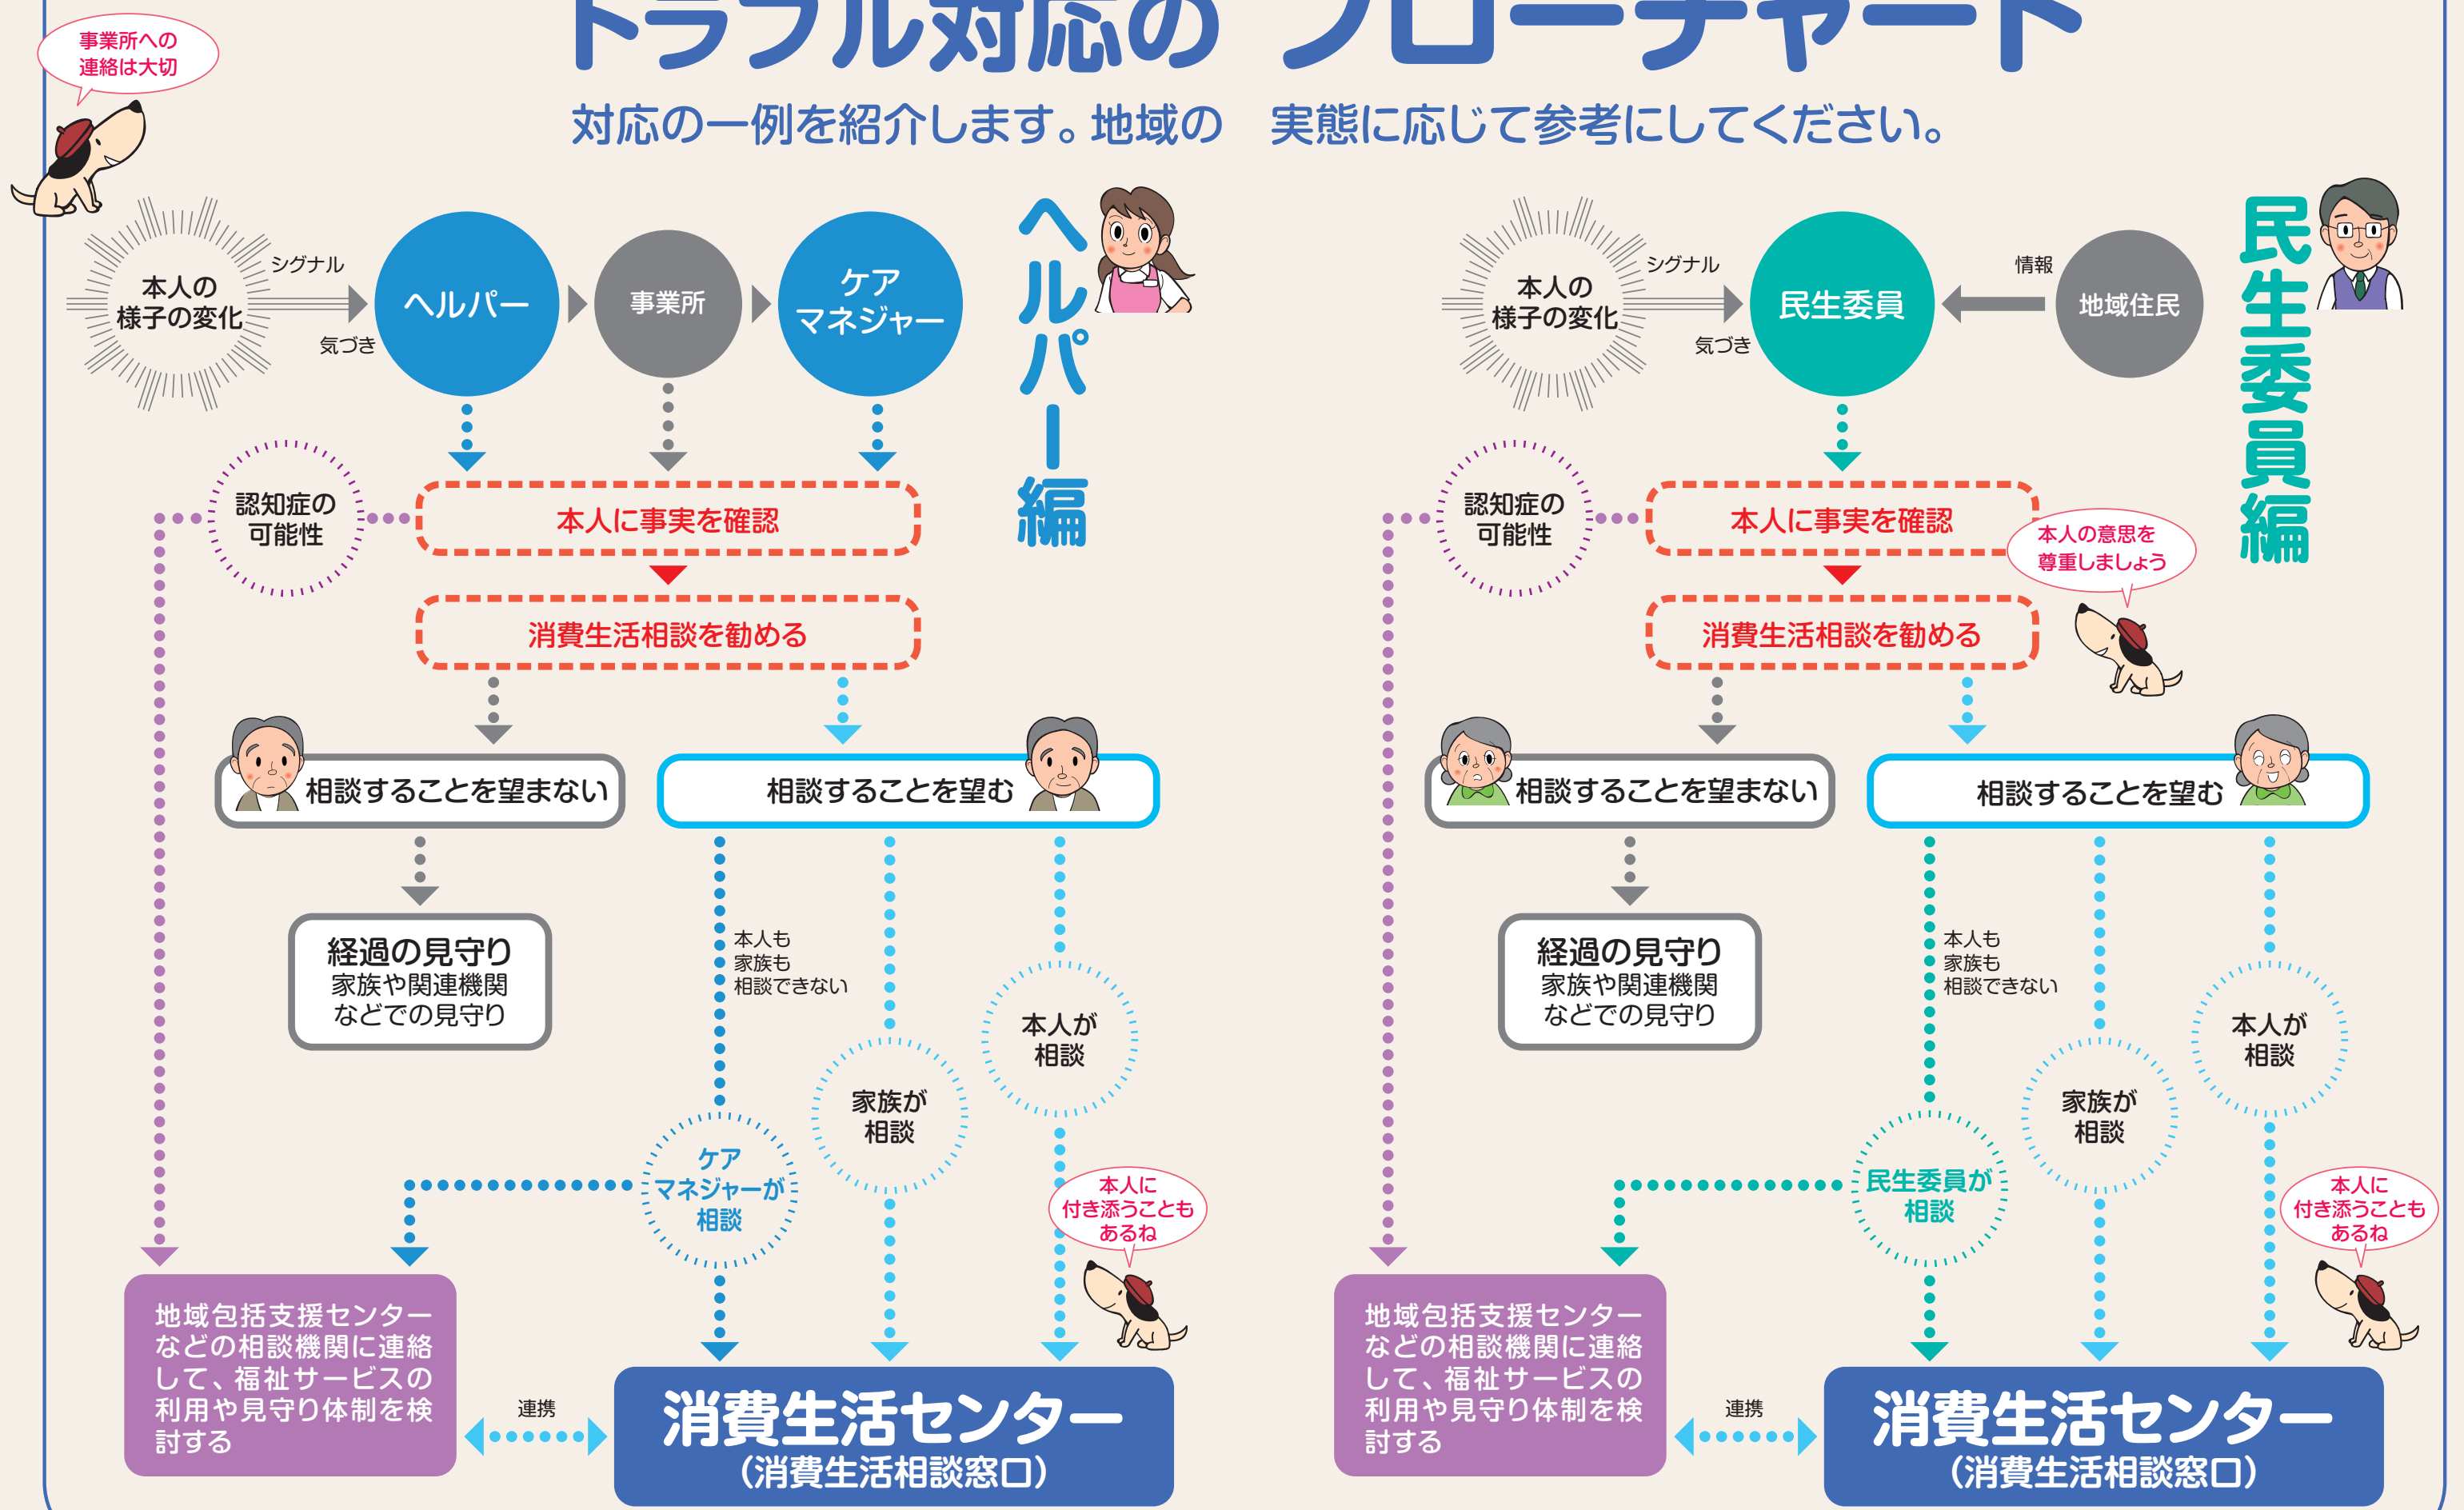 トラブル対応の フローチャート
対応の一例を紹介します。地域の 実態に応じて参考にしてください。
事業所への
連絡は大切
ヘルパー編
本人の
様子の変化
シグナル
気づき
ヘルパー
事業所
ケア
マネジャー
認知症の
可能性
本人に事実を確認
消費生活相談を勧める
相談することを望まない
相談することを望む
経過の見守り
家族や関連機関
などでの見守り
本人も
家族も
相談できない
本人が
相談
家族が
相談
ケア
マネジャーが
相談
本人に
付き添うことも
あるね
地域包括支援センター
などの相談機関に連絡
して、福祉サービスの
利用や見守り体制を検
討する
連携
消費生活センター
(消費生活相談窓口)
民生委員編
本人の
様子の変化
シグナル
気づき
民生委員
情報
地域住民
認知症の
可能性
本人に事実を確認
本人の意思を
尊重しましょう
消費生活相談を勧める
相談することを望まない
相談することを望む
経過の見守り
家族や関連機関
などでの見守り
本人も
家族も
相談できない
本人が
相談
家族が
相談
民生委員が
相談
本人に
付き添うことも
あるね
地域包括支援センター
などの相談機関に連絡
して、福祉サービスの
利用や見守り体制を検
討する
連携
消費生活センター
(消費生活相談窓口)